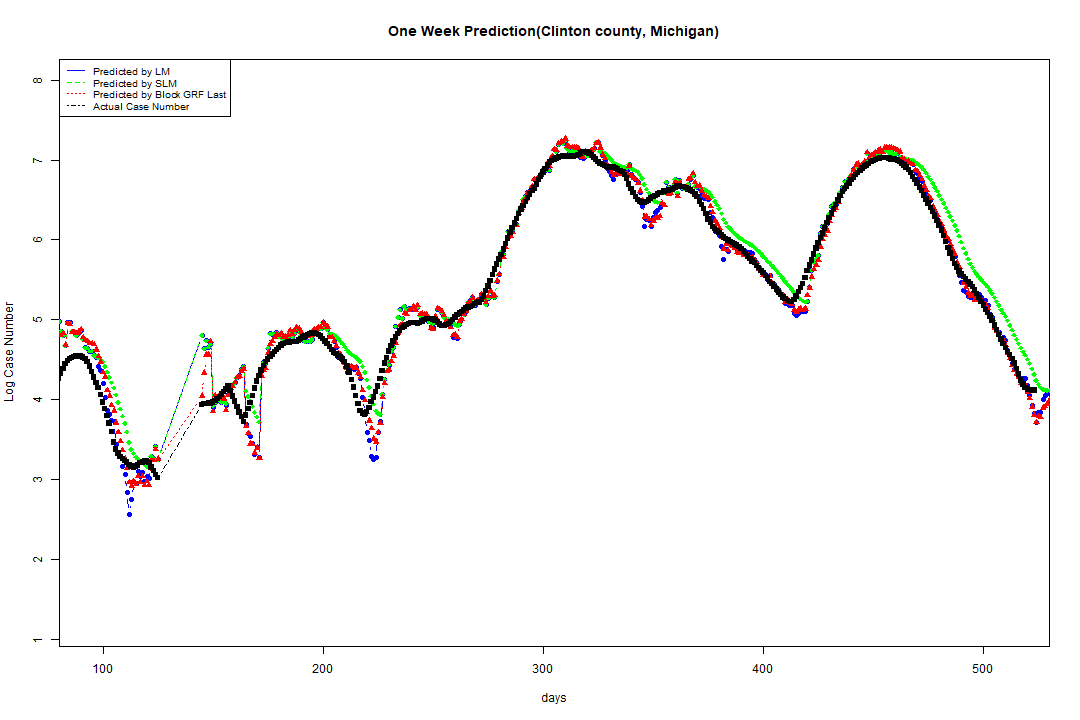 One Week Prediction(Clinton county, Michigan)
Predicted by LM
Predicted by SLM
Predicted by Block GRF Last
Actual Case Number
Log Case Number
8
7
6
5
4
3
2
1
100 200 300 400 500
days